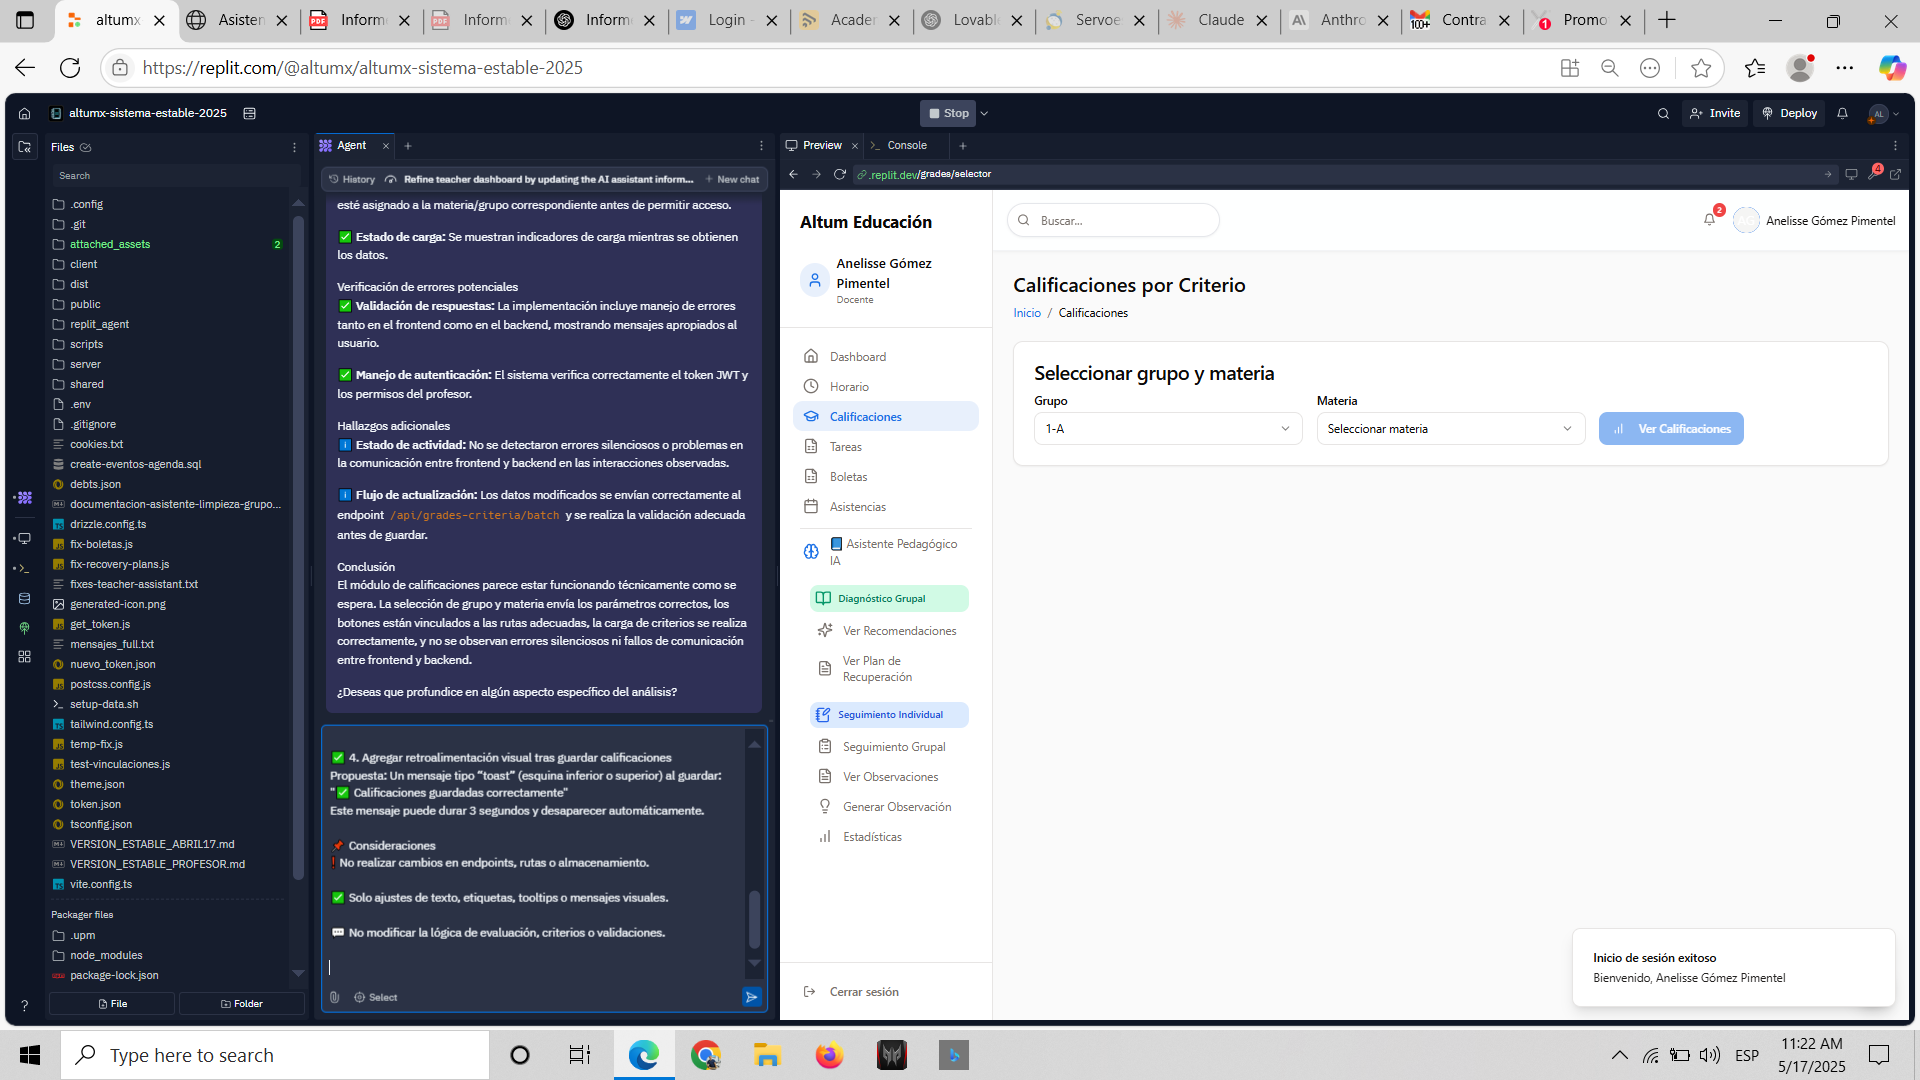 altumx
Asisten
Inform
Inform
Inform
Login -
Acader
Lovabl
Servoe
Claude
Anthro
100+
Contra
1
Promo
https://replit.com/@altumx/altumx-sistema-estable-2025
altumx-sistema-estable-2025
Stop
Invite
Deploy
AL
Files
Search
.config
.git
attached_assets
2
client
dist
public
replit_agent
scripts
server
shared
.env
.gitignore
cookies.txt
create-eventos-agenda.sql
debts.json
documentacion-asistente-limpieza-grupo...
drizzle.config.ts
fix-boletas.js
fix-recovery-plans.js
fixes-teacher-assistant.txt
generated-icon.png
get_token.js
mensajes_full.txt
nuevo_token.json
postcss.config.js
setup-data.sh
tailwind.config.ts
temp-fix.js
test-vinculaciones.js
theme.json
token.json
tsconfig.json
VERSION_ESTABLE_ABRIL17.md
VERSION_ESTABLE_PROFESOR.md
vite.config.ts
Packager files
.upm
node_modules
package-lock.json
File
Folder
Agent
History
Refine teacher dashboard by updating the AI assistant inform...
New chat
esté asignado a la materia/grupo correspondiente antes de permitir acceso.
✅ Estado de carga: Se muestran indicadores de carga mientras se obtienen
los datos.
Verificación de errores potenciales
✅ Validación de respuestas: La implementación incluye manejo de errores
tanto en el frontend como en el backend, mostrando mensajes apropiados al
usuario.
✅ Manejo de autenticación: El sistema verifica correctamente el token JWT y
los permisos del profesor.
Hallazgos adicionales
ℹ️ Estado de actividad: No se detectaron errores silenciosos o problemas en
la comunicación entre frontend y backend en las interacciones observadas.
ℹ️ Flujo de actualización: Los datos modificados se envían correctamente al
endpoint /api/grades-criteria/batch y se realiza la validación adecuada
antes de guardar.
Conclusión
El módulo de calificaciones parece estar funcionando técnicamente como se
espera. La selección de grupo y materia envía los parámetros correctos, los
botones están vinculados a las rutas adecuadas, la carga de criterios se realiza
correctamente, y no se observan errores silenciosos ni fallos de comunicación
entre frontend y backend.
¿Deseas que profundice en algún aspecto específico del análisis?
✅ 4. Agregar retroalimentación visual tras guardar calificaciones
Propuesta: Un mensaje tipo “toast” (esquina inferior o superior) al guardar:
"✅ Calificaciones guardadas correctamente"
Este mensaje puede durar 3 segundos y desaparecer automáticamente.
📌 Consideraciones
❗ No realizar cambios en endpoints, rutas o almacenamiento.
✅ Solo ajustes de texto, etiquetas, tooltips o mensajes visuales.
💬 No modificar la lógica de evaluación, criterios o validaciones.
Select
Preview
Console
.replit.dev/grades/selector
4
Altum Educación
Anelisse Gómez
Pimentel
Docente
Dashboard
Horario
Calificaciones
Tareas
Boletas
Asistencias
📘 Asistente Pedagógico
IA
Diagnóstico Grupal
Ver Recomendaciones
Ver Plan de
Recuperación
Seguimiento Individual
Seguimiento Grupal
Ver Observaciones
Generar Observación
Estadísticas
Cerrar sesión
Buscar...
2
Anelisse Gómez Pimentel
Calificaciones por Criterio
Inicio / Calificaciones
Seleccionar grupo y materia
Grupo
Materia
1-A
Seleccionar materia
Ver Calificaciones
Inicio de sesión exitoso
Bienvenido, Anelisse Gómez Pimentel
Type here to search
ESP
11:22 AM
5/17/2025